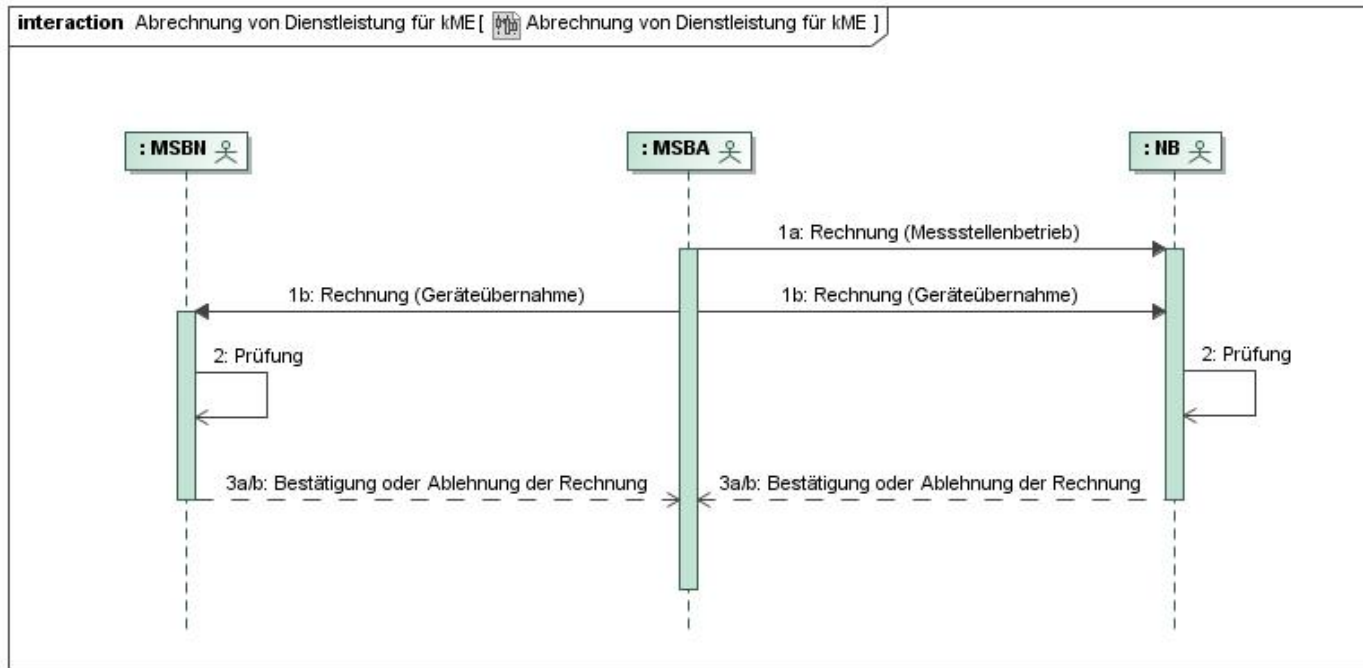 interaction Abrechnung von Dienstleistung für kME [ Abrechnung von Dienstleistung für kME ]
: MSBN
: MSBA
: NB
1a: Rechnung (Messstellenbetrieb)
1b: Rechnung (Geräteübernahme)
1b: Rechnung (Geräteübernahme)
2: Prüfung
2: Prüfung
3a/b: Bestätigung oder Ablehnung der Rechnung
3a/b: Bestätigung oder Ablehnung der Rechnung